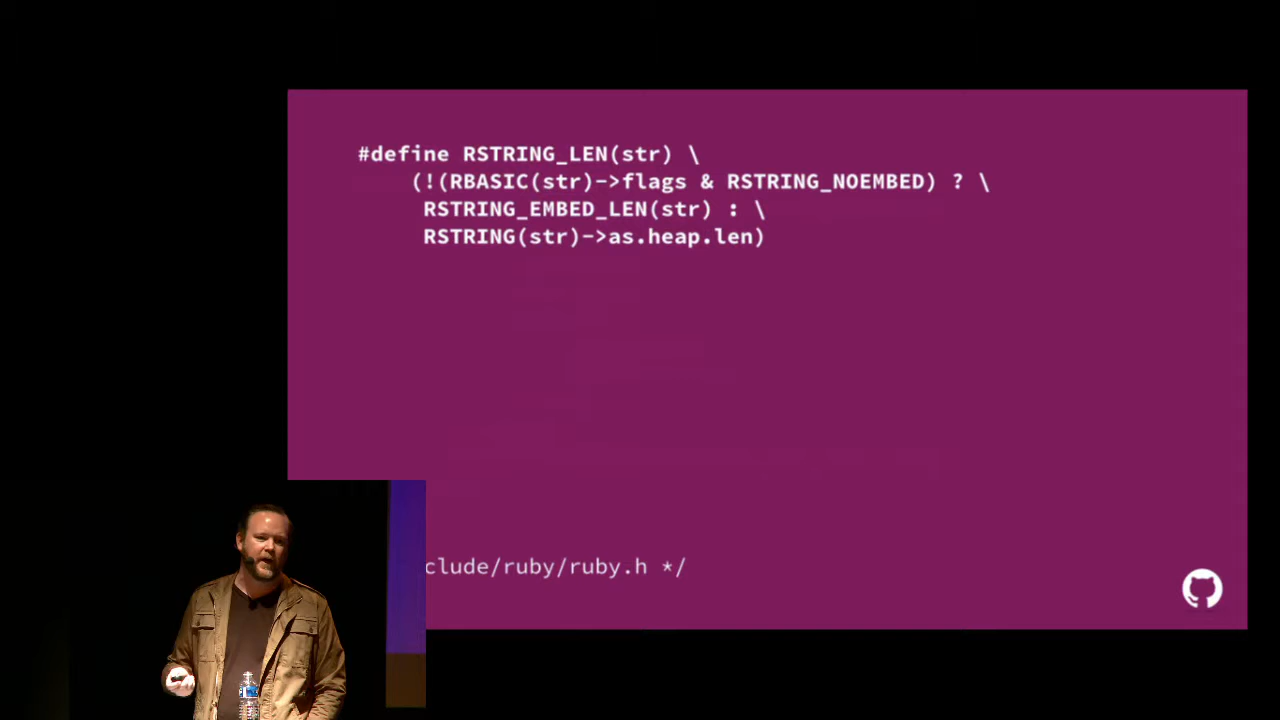 #define RSTRING_LEN(str) \
(!(RBASIC(str)->flags & RSTRING_NOEMBED) ? \
RSTRING_EMBED_LEN(str) : \
RSTRING(str)->as.heap.len)
clude/ruby/ruby.h */